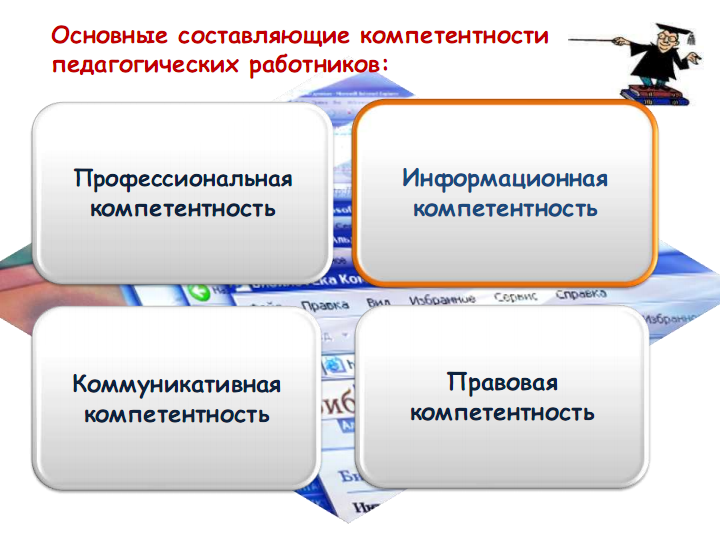 Основные составляющие компетентности
педагогических работников:
Профессиональная
компетентность
Информационная
компетентность
Правка Вид Избранное Сервис Справка
Коммуникативная
компетентность
Правовая
компетентность